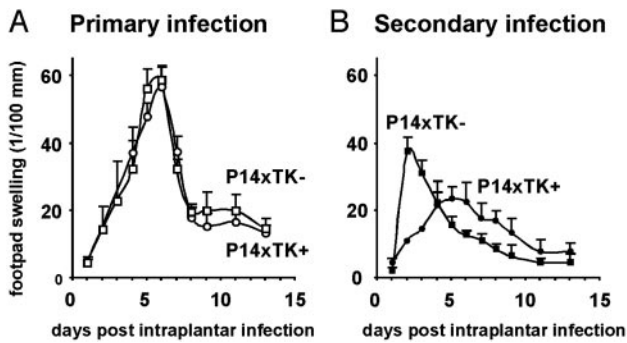 A Primary infection
footpad swelling (1/100 mm)
60
40
20
0
P14xTK-
P14xTK+
0 5 10 15
days post intraplantar infection
B Secondary infection
60
40
20
0
P14xTK-
P14xTK+
0 5 10 15
days post intraplantar infection